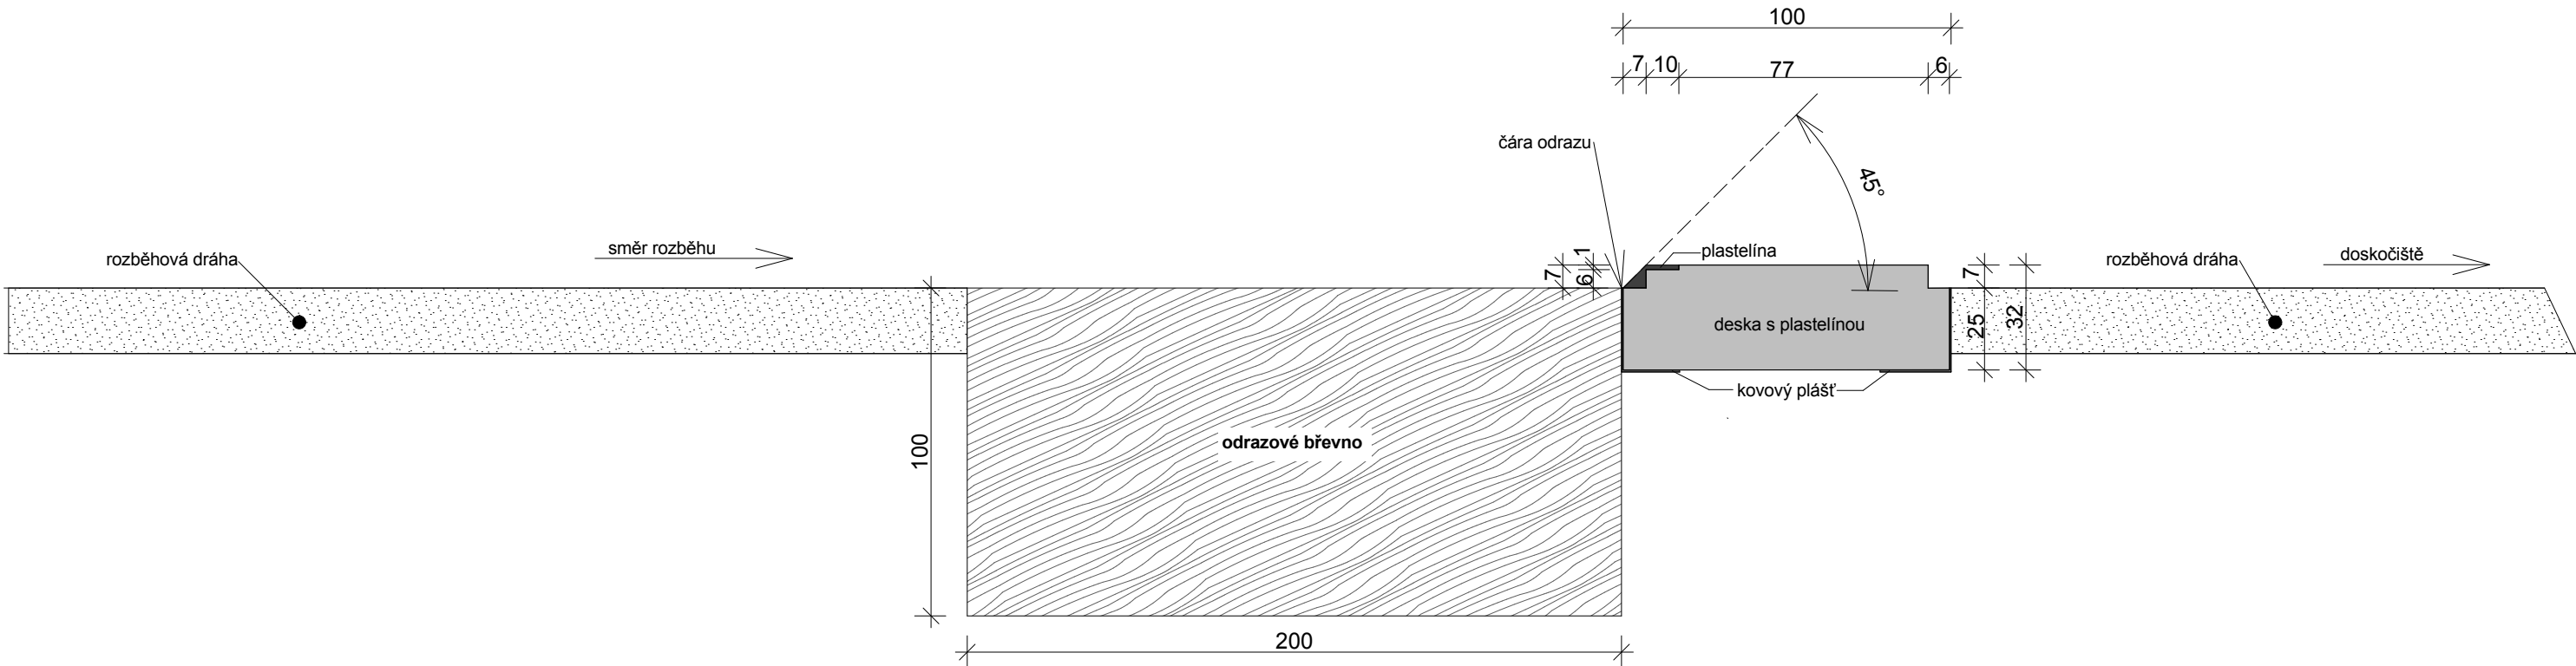 100
7 10 77 6
čára odrazu
45°
směr rozběhu
rozběhová dráha
1
7
6
plastelína
rozběhová dráha
doskočiště
7
25
32
deska s plastelínou
kovový plášť
100
odrazové břevno
200